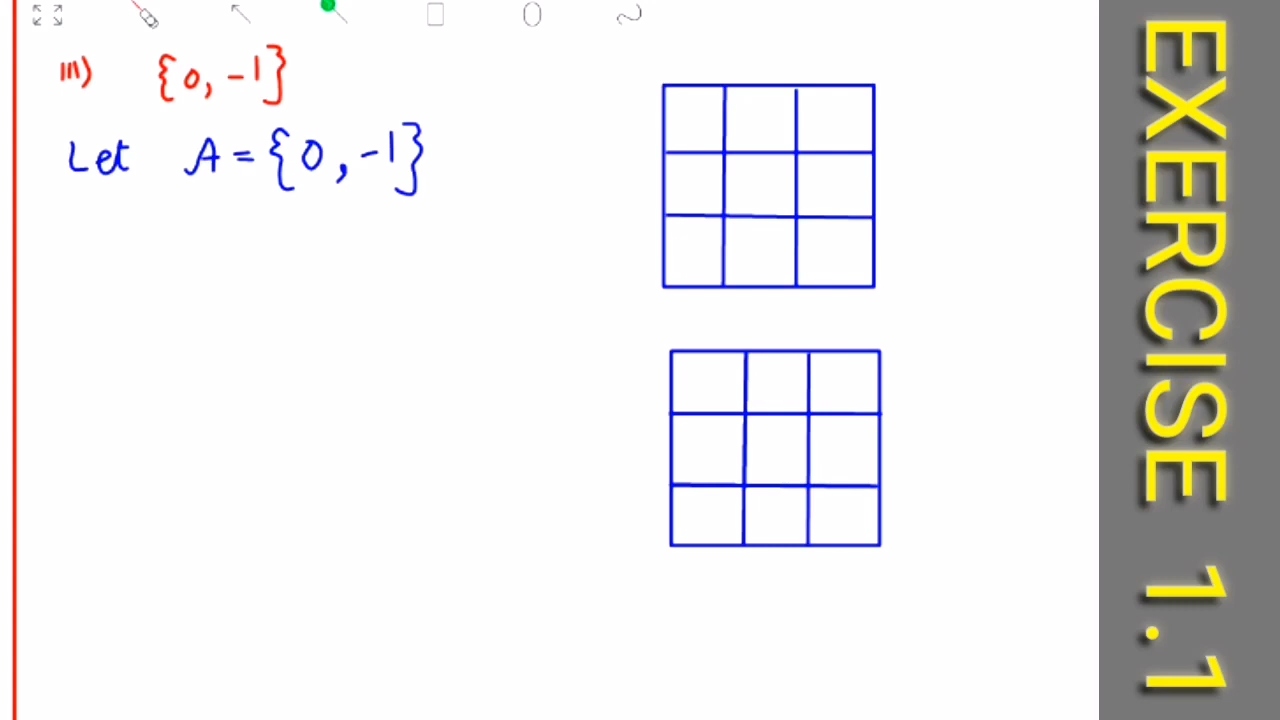 III) {0, -1}
Let A = {0, -1}
EXERCISE 1.1